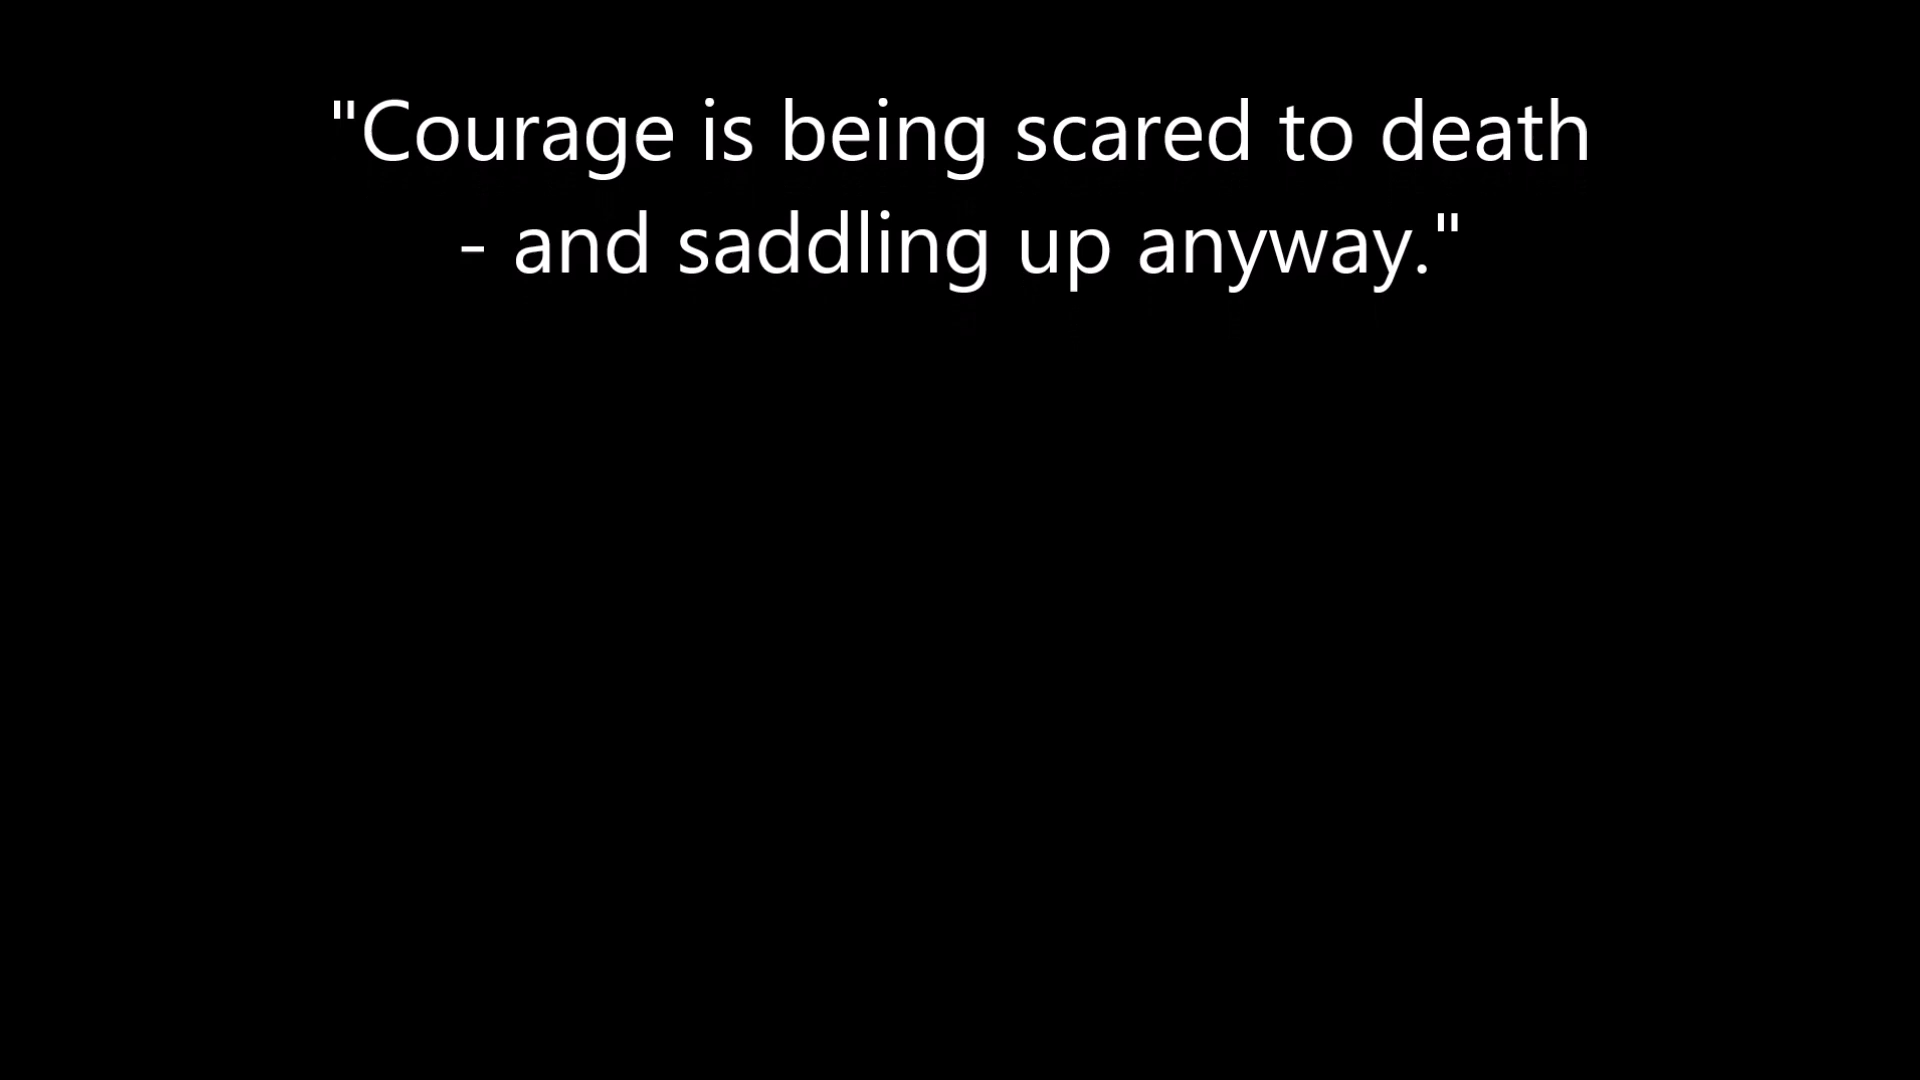 "Courage is being scared to death
- and saddling up anyway."